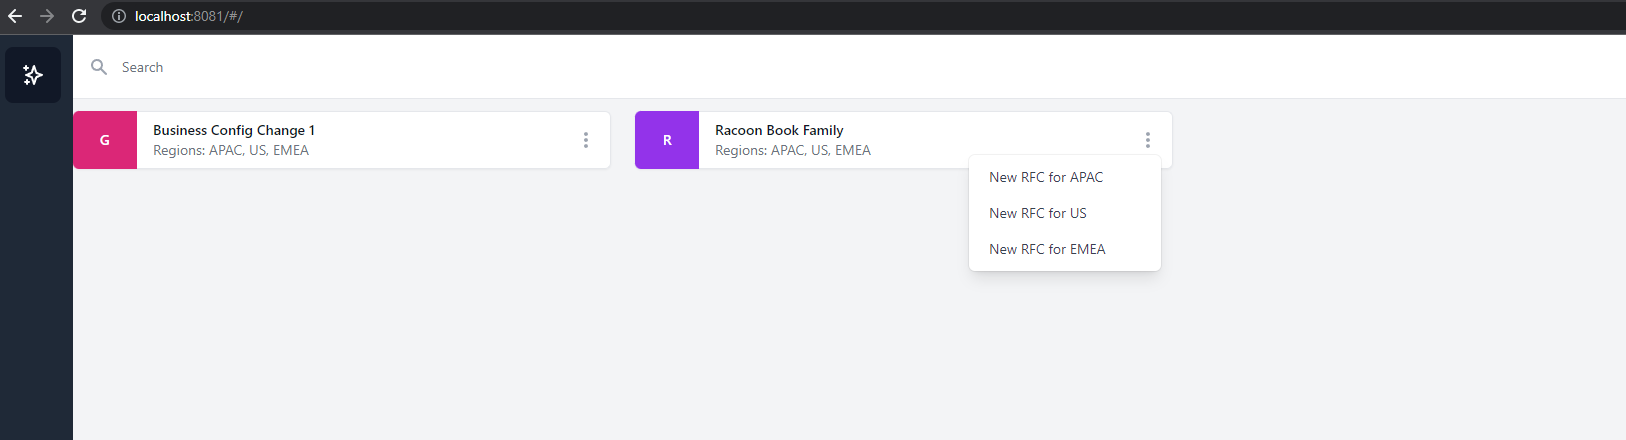 localhost:8081/#/
Search
G
Business Config Change 1
Regions: APAC, US, EMEA
R
Racoon Book Family
Regions: APAC, US, EMEA
New RFC for APAC
New RFC for US
New RFC for EMEA